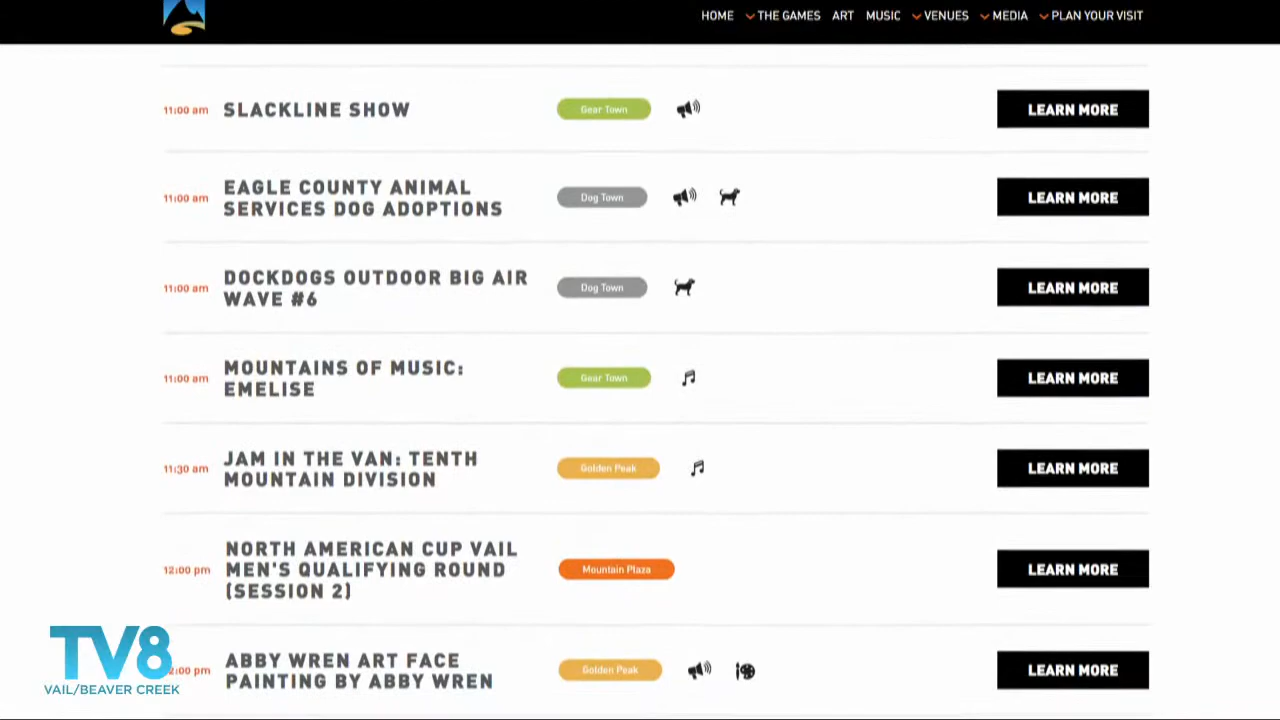 HOME THE GAMES ART MUSIC VENUES MEDIA PLAN YOUR VISIT
11:00 am SLACKLINE SHOW Gear Town LEARN MORE
EAGLE COUNTY ANIMAL
11:00 am SERVICES DOG ADOPTIONS Dog Town LEARN MORE
DOCKDOGS OUTDOOR BIG AIR
11:00 am WAVE #6 Dog Town LEARN MORE
MOUNTAINS OF MUSIC:
11:00 am EMELISE Gear Town LEARN MORE
JAM IN THE VAN: TENTH
11:30 am MOUNTAIN DIVISION Golden Peak LEARN MORE
NORTH AMERICAN CUP VAIL
12:00 pm MEN'S QUALIFYING ROUND Mountain Plaza LEARN MORE
(SESSION 2)
ABBY WREN ART FACE
2:00 pm PAINTING BY ABBY WREN Golden Peak LEARN MORE
TV8
VAIL/BEAVER CREEK